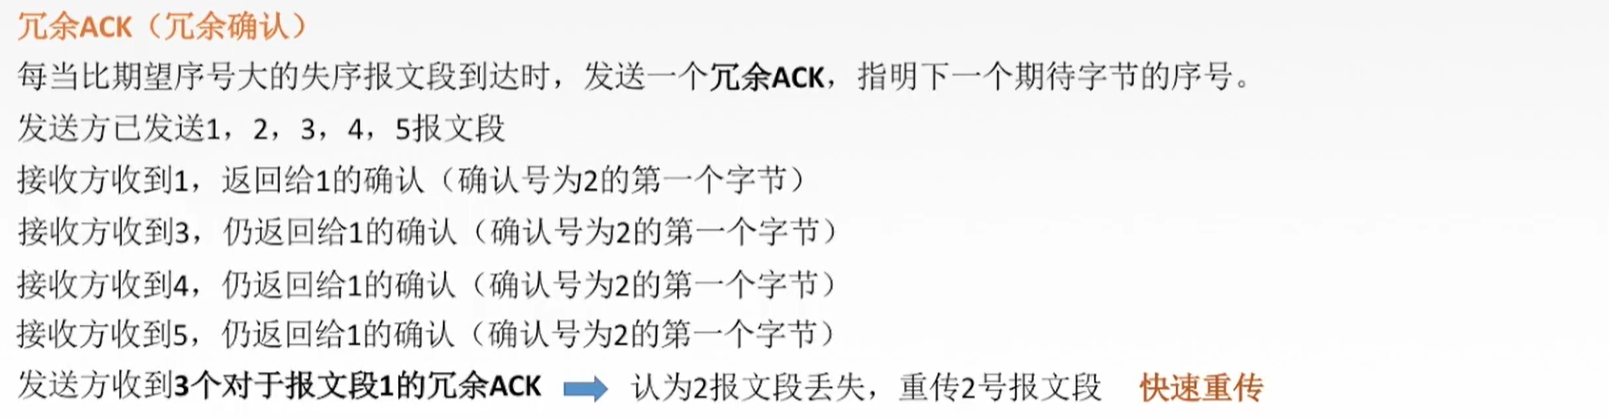 冗余ACK（冗余确认）
每当比期望序号大的失序报文段到达时，发送一个冗余ACK，指明下一个期待字节的序号。
发送方已发送1，2，3，4，5报文段
接收方收到1，返回给1的确认（确认号为2的第一个字节）
接收方收到3，仍返回给1的确认（确认号为2的第一个字节）
接收方收到4，仍返回给1的确认（确认号为2的第一个字节）
接收方收到5，仍返回给1的确认（确认号为2的第一个字节）
发送方收到3个对于报文段1的冗余ACK 认为2报文段丢失，重传2号报文段 快速重传